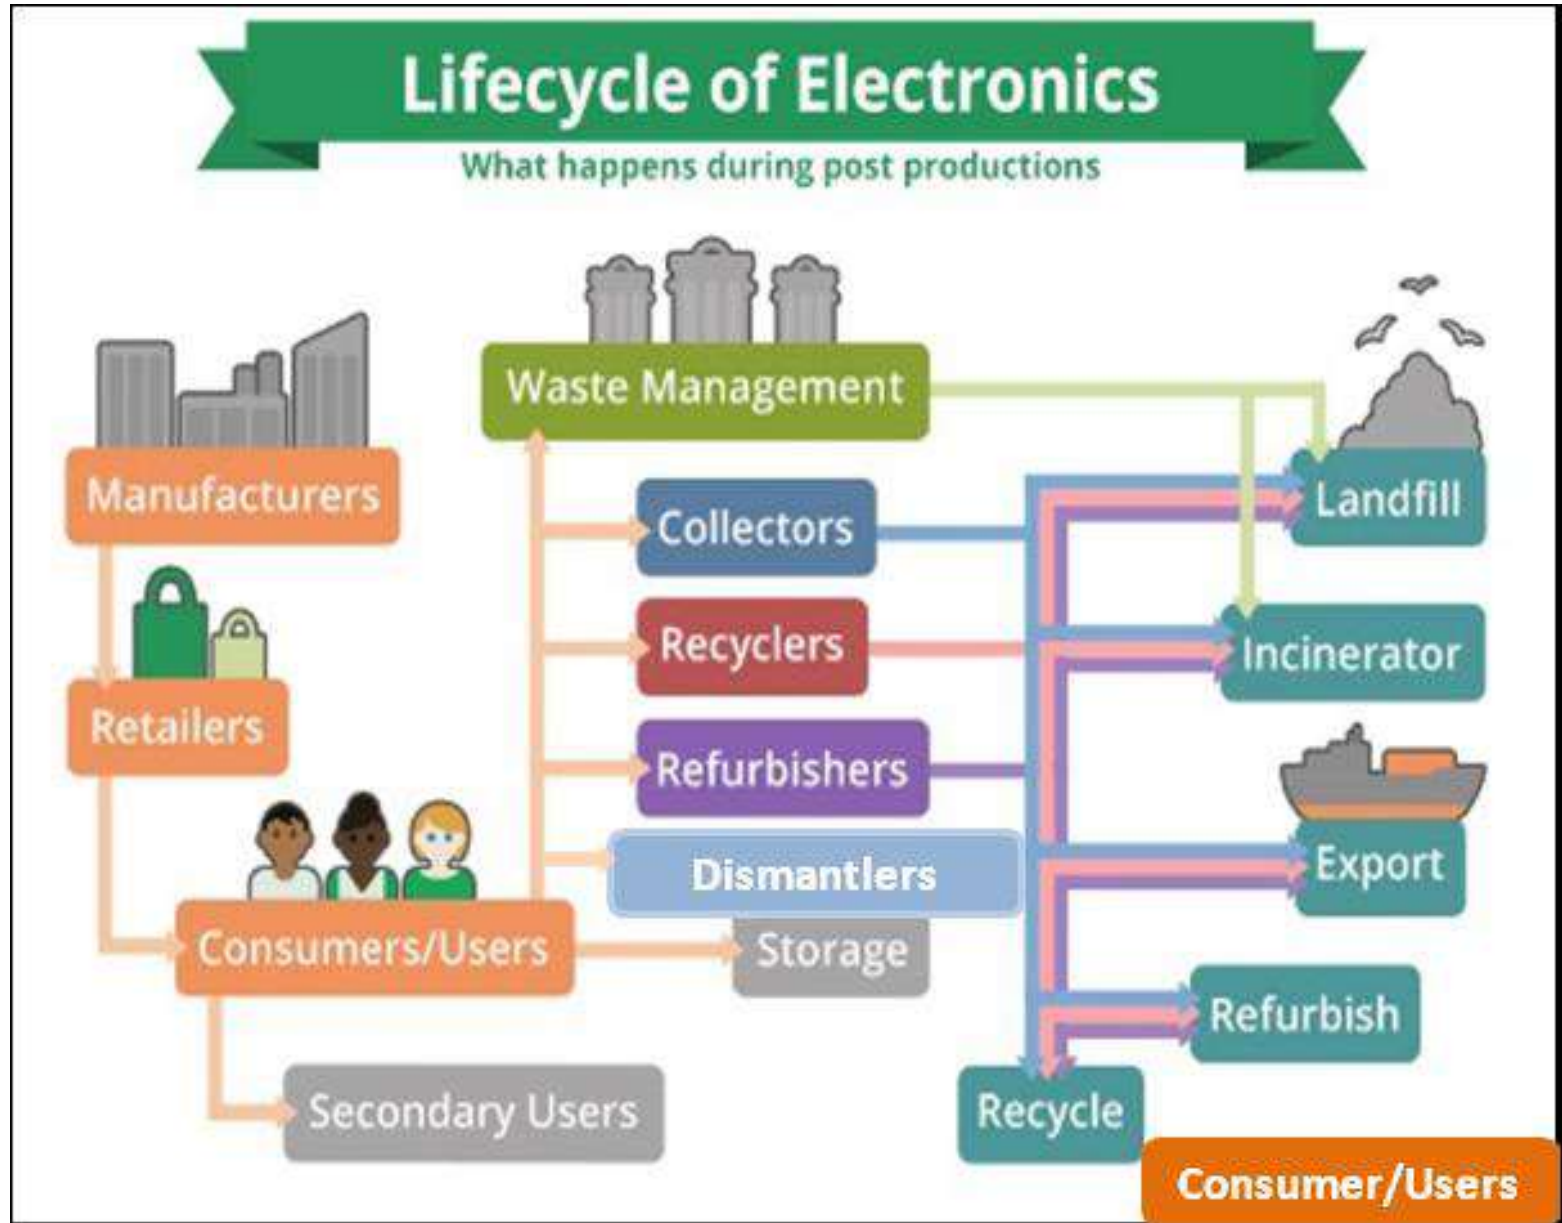 Lifecycle of Electronics
What happens during post productions
Waste Management
Manufacturers
Collectors
Landfill
Recyclers
Incinerator
Retailers
Refurbishers
Dismantlers
Export
Consumers/Users
Storage
Refurbish
Secondary Users
Recycle
Consumer/Users